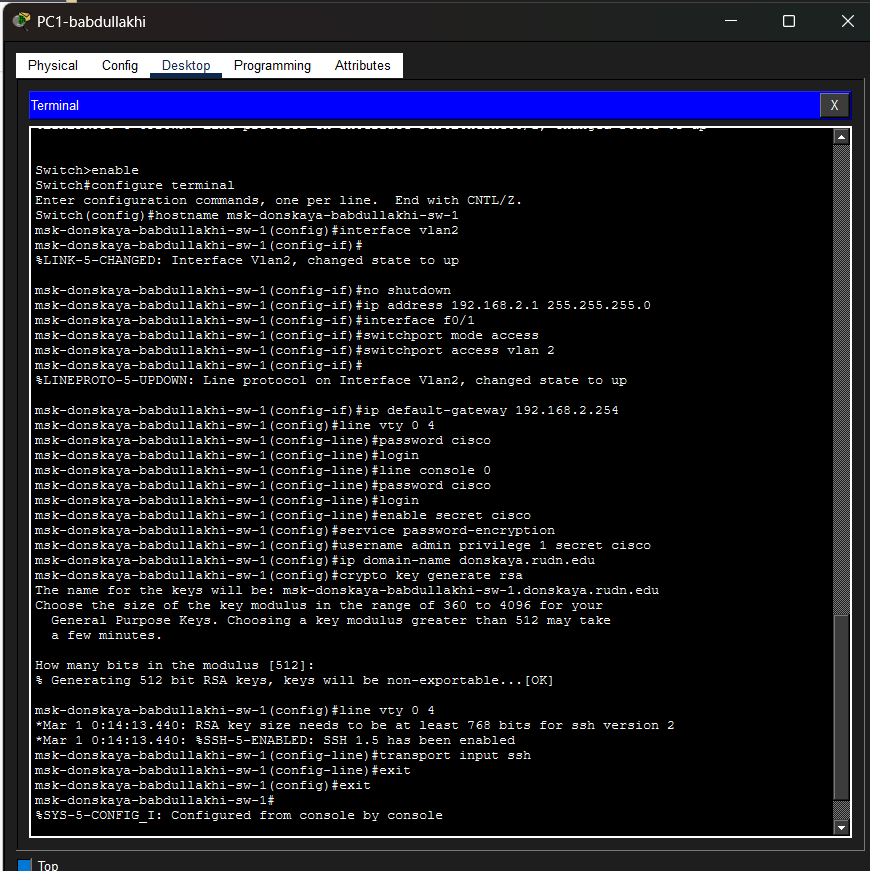 PC1-babdullakhi
Physical Config Desktop Programming Attributes
Terminal X
Switch>enable
Switch#configure terminal
Enter configuration commands, one per line.  End with CNTL/Z.
Switch(config)#hostname msk-donskaya-babdullakhi-sw-1
msk-donskaya-babdullakhi-sw-1(config)#interface vlan2
msk-donskaya-babdullakhi-sw-1(config-if)#
%LINK-5-CHANGED: Interface Vlan2, changed state to up
msk-donskaya-babdullakhi-sw-1(config-if)#no shutdown
msk-donskaya-babdullakhi-sw-1(config-if)#ip address 192.168.2.1 255.255.255.0
msk-donskaya-babdullakhi-sw-1(config-if)#interface f0/1
msk-donskaya-babdullakhi-sw-1(config-if)#switchport mode access
msk-donskaya-babdullakhi-sw-1(config-if)#switchport access vlan 2
msk-donskaya-babdullakhi-sw-1(config-if)#
%LINEPROTO-5-UPDOWN: Line protocol on Interface Vlan2, changed state to up
msk-donskaya-babdullakhi-sw-1(config-if)#ip default-gateway 192.168.2.254
msk-donskaya-babdullakhi-sw-1(config)#line vty 0 4
msk-donskaya-babdullakhi-sw-1(config-line)#password cisco
msk-donskaya-babdullakhi-sw-1(config-line)#login
msk-donskaya-babdullakhi-sw-1(config-line)#line console 0
msk-donskaya-babdullakhi-sw-1(config-line)#password cisco
msk-donskaya-babdullakhi-sw-1(config-line)#login
msk-donskaya-babdullakhi-sw-1(config-line)#enable secret cisco
msk-donskaya-babdullakhi-sw-1(config)#service password-encryption
msk-donskaya-babdullakhi-sw-1(config)#username admin privilege 1 secret cisco
msk-donskaya-babdullakhi-sw-1(config)#ip domain-name donskaya.rudn.edu
msk-donskaya-babdullakhi-sw-1(config)#crypto key generate rsa
The name for the keys will be: msk-donskaya-babdullakhi-sw-1.donskaya.rudn.edu
Choose the size of the key modulus in the range of 360 to 4096 for your
General Purpose Keys. Choosing a key modulus greater than 512 may take
a few minutes.
How many bits in the modulus [512]:
% Generating 512 bit RSA keys, keys will be non-exportable...[OK]
msk-donskaya-babdullakhi-sw-1(config)#line vty 0 4
*Mar 1 0:14:13.440: RSA key size needs to be at least 768 bits for ssh version 2
*Mar 1 0:14:13.440: %SSH-5-ENABLED: SSH 1.5 has been enabled
msk-donskaya-babdullakhi-sw-1(config-line)#transport input ssh
msk-donskaya-babdullakhi-sw-1(config-line)#exit
msk-donskaya-babdullakhi-sw-1(config)#exit
msk-donskaya-babdullakhi-sw-1#
%SYS-5-CONFIG_I: Configured from console by console
Top